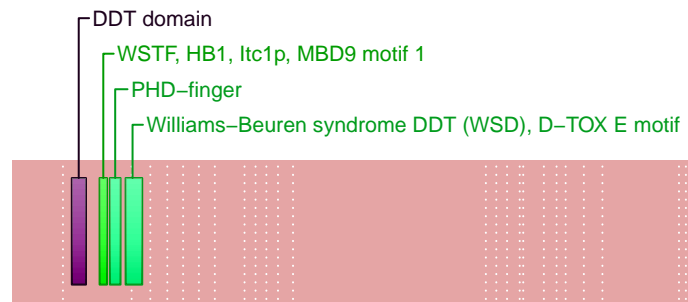 DDT domain
WSTF, HB1, Itc1p, MBD9 motif 1
PHD−finger
Williams−Beuren syndrome DDT (WSD), D−TOX E motif